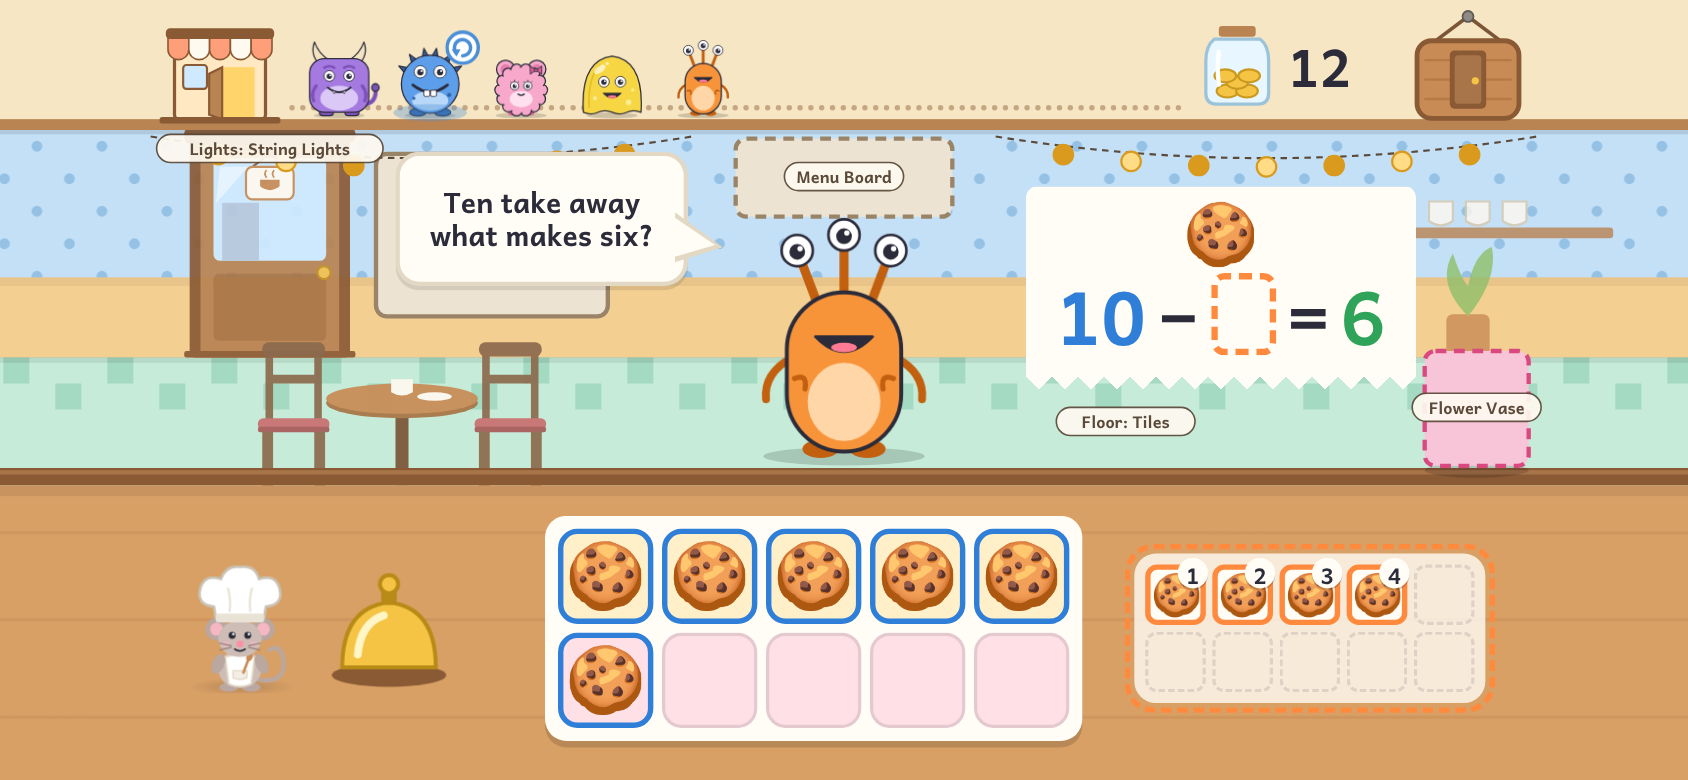 12
Lights: String Lights
Menu Board
Ten take away
what makes six?
10 − = 6
Floor: Tiles
Flower Vase
1 2 3 4